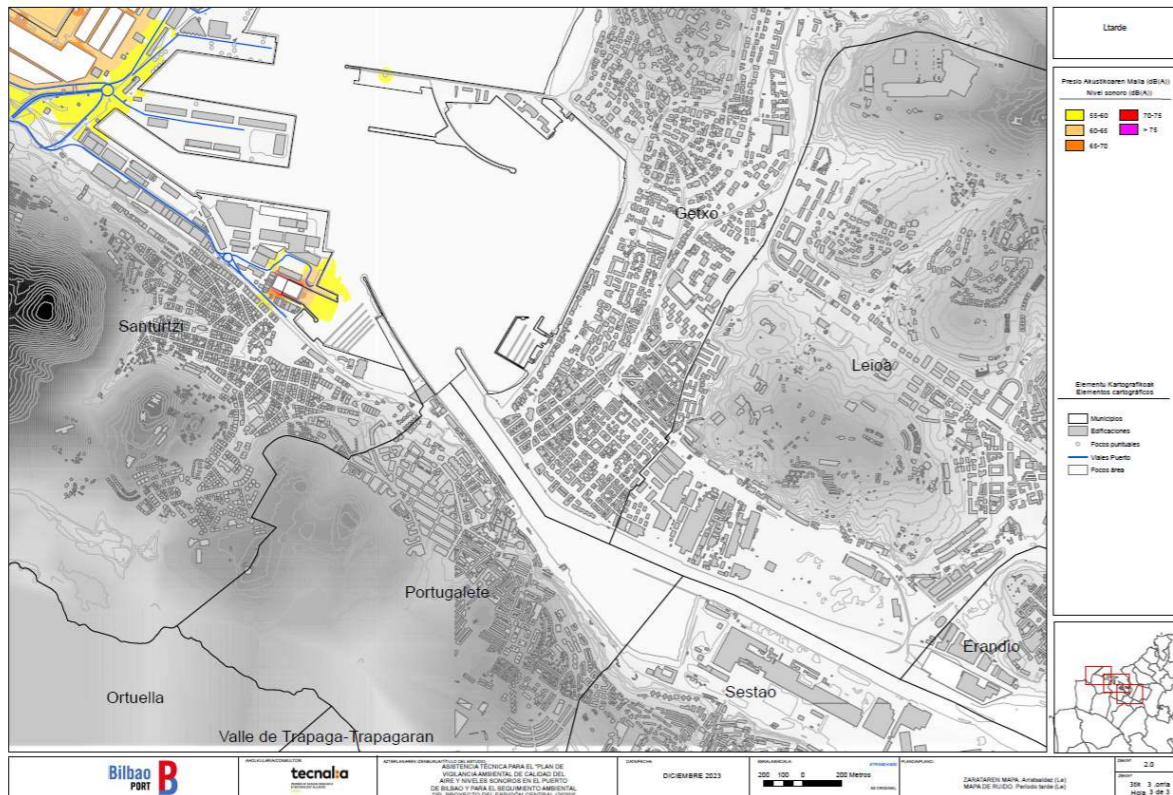 Ltarde
Presio Akustikoaren Maila (dB(A))
Nivel sonoro (dB(A))
55-60
60-65
65-70
70-75
> 75
Elementu Kartografikoak
Elementos cartográficos
Municipios
Edificaciones
Focos puntuales
Viales Puerto
Focos área
Getxo
Santurtzi
Leioa
Portugalete
Erandio
Sestao
Ortuella
Valle de Trápaga-Trapagaran
Bilbao
PORT
tecnalia
ASISTENCIA TÉCNICA PARA EL "PLAN DE
VIGILANCIA AMBIENTAL DE CALIDAD DEL
AIRE Y NIVELES SONOROS EN EL PUERTO
DE BILBAO Y PARA EL SEGUIMIENTO AMBIENTAL
DICIEMBRE 2023
200 100 0 200 Metros
ZARATAREN MAPA. Arratsaldez (Le)
MAPA DE RUIDO. Periodo tarde (Le)
2.0
Hoja 3 de 3